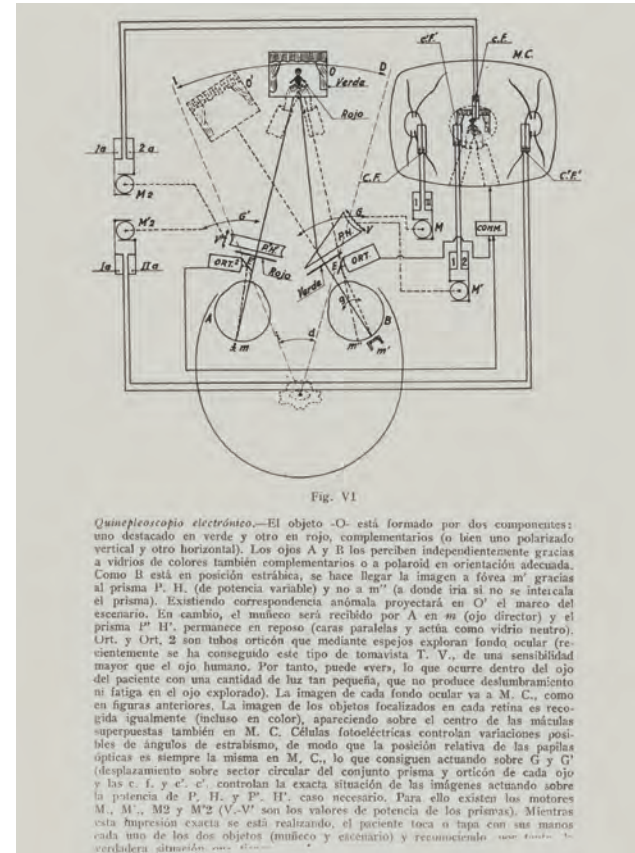 c'F.'
c.F.
M.C.
I
O'
O
D
Verde
Rojo
1a
2a
M2
C.F.
C'.F.'
G'
G
M'2
V'
P'.H.'
P.H.
V
M
1
2
COMM.
ORT.2
ORT.
E
Rojo
Verde
Ia
IIa
M'
A
B
m
d
m''
m'
Fig. VI
Quinepleoscopio electrónico.—El objeto -O- está formado por dos componentes:
uno destacado en verde y otro en rojo, complementarios (o bien uno polarizado
vertical y otro horizontal). Los ojos A y B los perciben independientemente gracias
a vidrios de colores también complementarios o a polaroid en orientación adecuada.
Como B está en posición estrábica, se hace llegar la imagen a fóvea m' gracias
al prisma P. H. (de potencia variable) y no a m'' (a donde iría si no se intercala
el prisma). Existiendo correspondencia anómala proyectará en O' el marco del
escenario. En cambio, el muñeco será recibido por A en m (ojo director) y el
prisma P' H'. permanece en reposo (caras paralelas y actúa como vidrio neutro).
Ort. y Ort. 2 son tubos orticón que mediante espejos exploran fondo ocular (re-
cientemente se ha conseguido este tipo de tomavista T. V., de una sensibilidad
mayor que el ojo humano. Por tanto, puede «ver», lo que ocurre dentro del ojo
del paciente con una cantidad de luz tan pequeña, que no produce deslumbramiento
ni fatiga en el ojo explorado). La imagen de cada fondo ocular va a M. C., como
en figuras anteriores. La imagen de los objetos focalizados en cada retina es reco-
gida igualmente (incluso en color), apareciendo sobre el centro de las máculas
superpuestas también en M. C. Células fotoeléctricas controlan variaciones posi-
bles de ángulos de estrabismo, de modo que la posición relativa de las papilas
ópticas es siempre la misma en M, C., lo que consiguen actuando sobre G y G'
(desplazamiento sobre sector circular del conjunto prisma y orticón de cada ojo
y las c. f. y c'. c'. controlan la exacta situación de las imágenes actuando sobre
la potencia de P. H. y P'. H'. caso necesario. Para ello existen los motores
M., M'., M2 y M'2 (V.-V' son los valores de potencia de los prismas). Mientras
esta impresión exacta se está realizando, el paciente toca o tapa con sus manos
cada uno de los dos objetos (muñeco y escenario) y reconociendo
verdadera situación